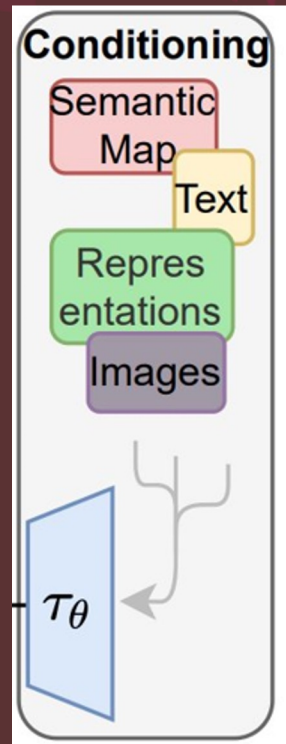 Conditioning
Semantic
Map
Text
Repres
entations
Images
τθ